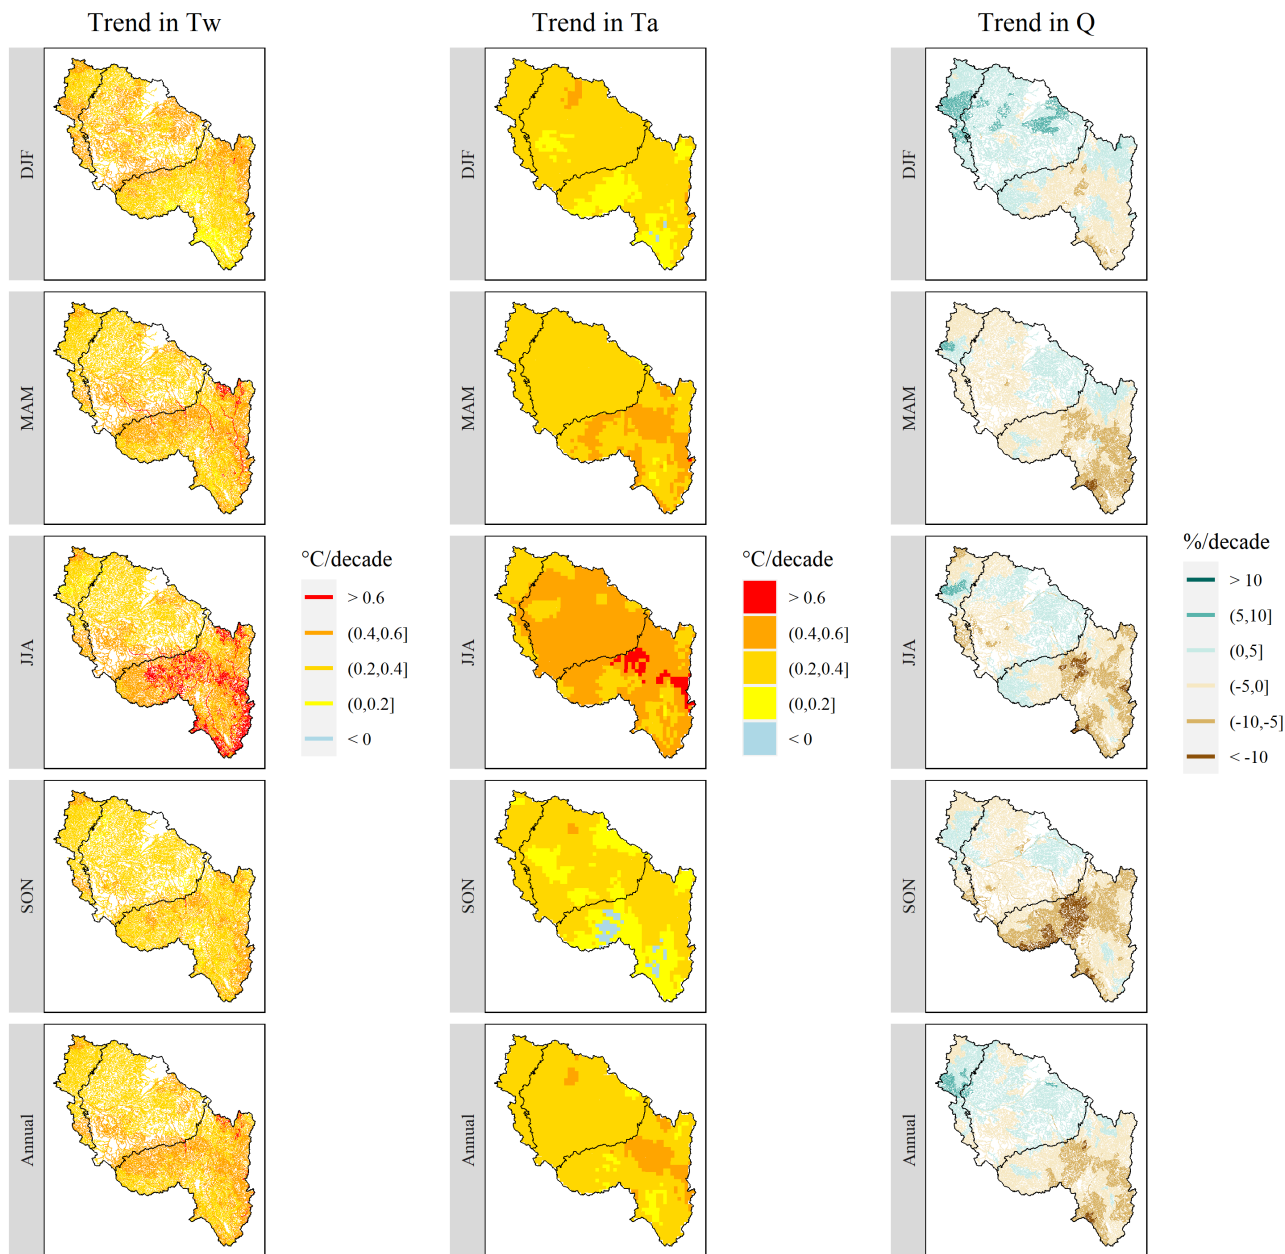 Trend in Tw
Trend in Ta
Trend in Q
DJF
DJF
DJF
MAM
MAM
MAM
JJA
JJA
JJA
°C/decade
> 0.6
(0.4,0.6]
(0.2,0.4]
(0,0.2]
< 0
°C/decade
> 0.6
(0.4,0.6]
(0.2,0.4]
(0,0.2]
< 0
%/decade
> 10
(5,10]
(0,5]
(-5,0]
(-10,-5]
< -10
SON
SON
SON
Annual
Annual
Annual